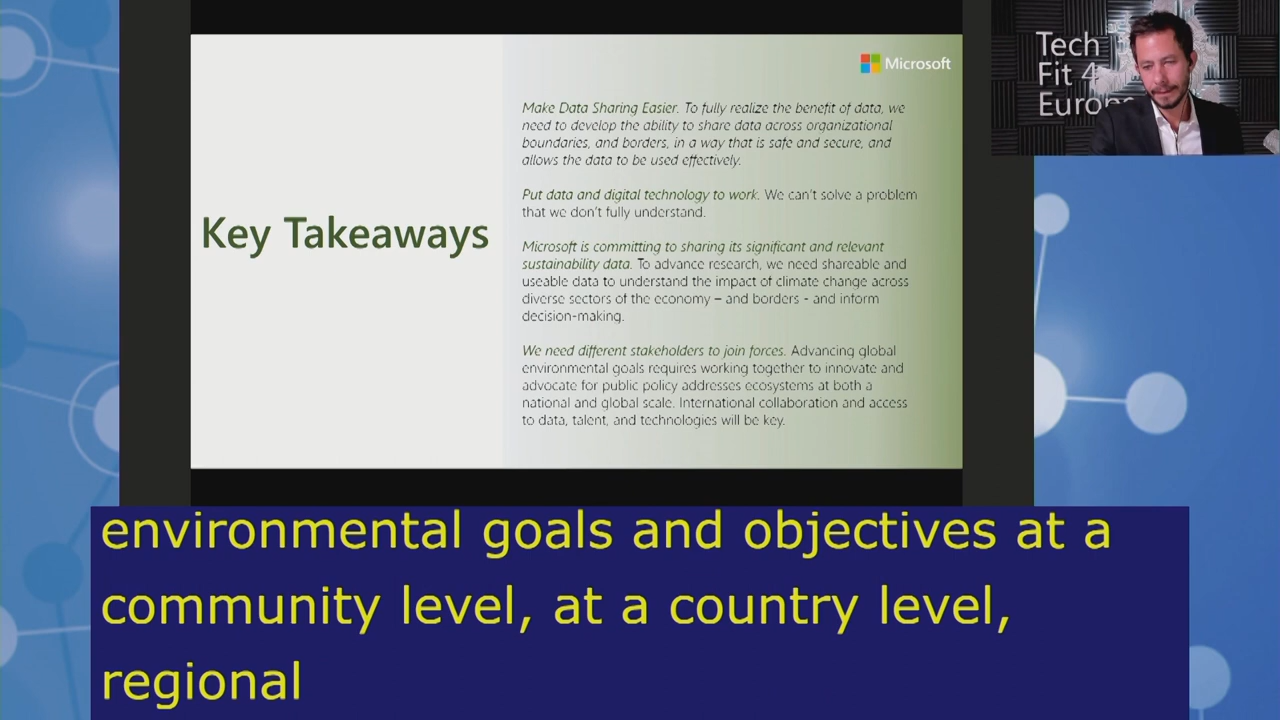 Microsoft
Tech
Fit 4
Europe
Make Data Sharing Easier. To fully realize the benefit of data, we
need to develop the ability to share data across organizational
boundaries, and borders, in a way that is safe and secure, and
allows the data to be used effectively.
Put data and digital technology to work. We can't solve a problem
that we don't fully understand.
Key Takeaways
Microsoft is committing to sharing its significant and relevant
sustainability data. To advance research, we need shareable and
useable data to understand the impact of climate change across
diverse sectors of the economy – and borders - and inform
decision-making.
We need different stakeholders to join forces. Advancing global
environmental goals requires working together to innovate and
advocate for public policy addresses ecosystems at both a
national and global scale. International collaboration and access
to data, talent, and technologies will be key.
environmental goals and objectives at a
community level, at a country level,
regional